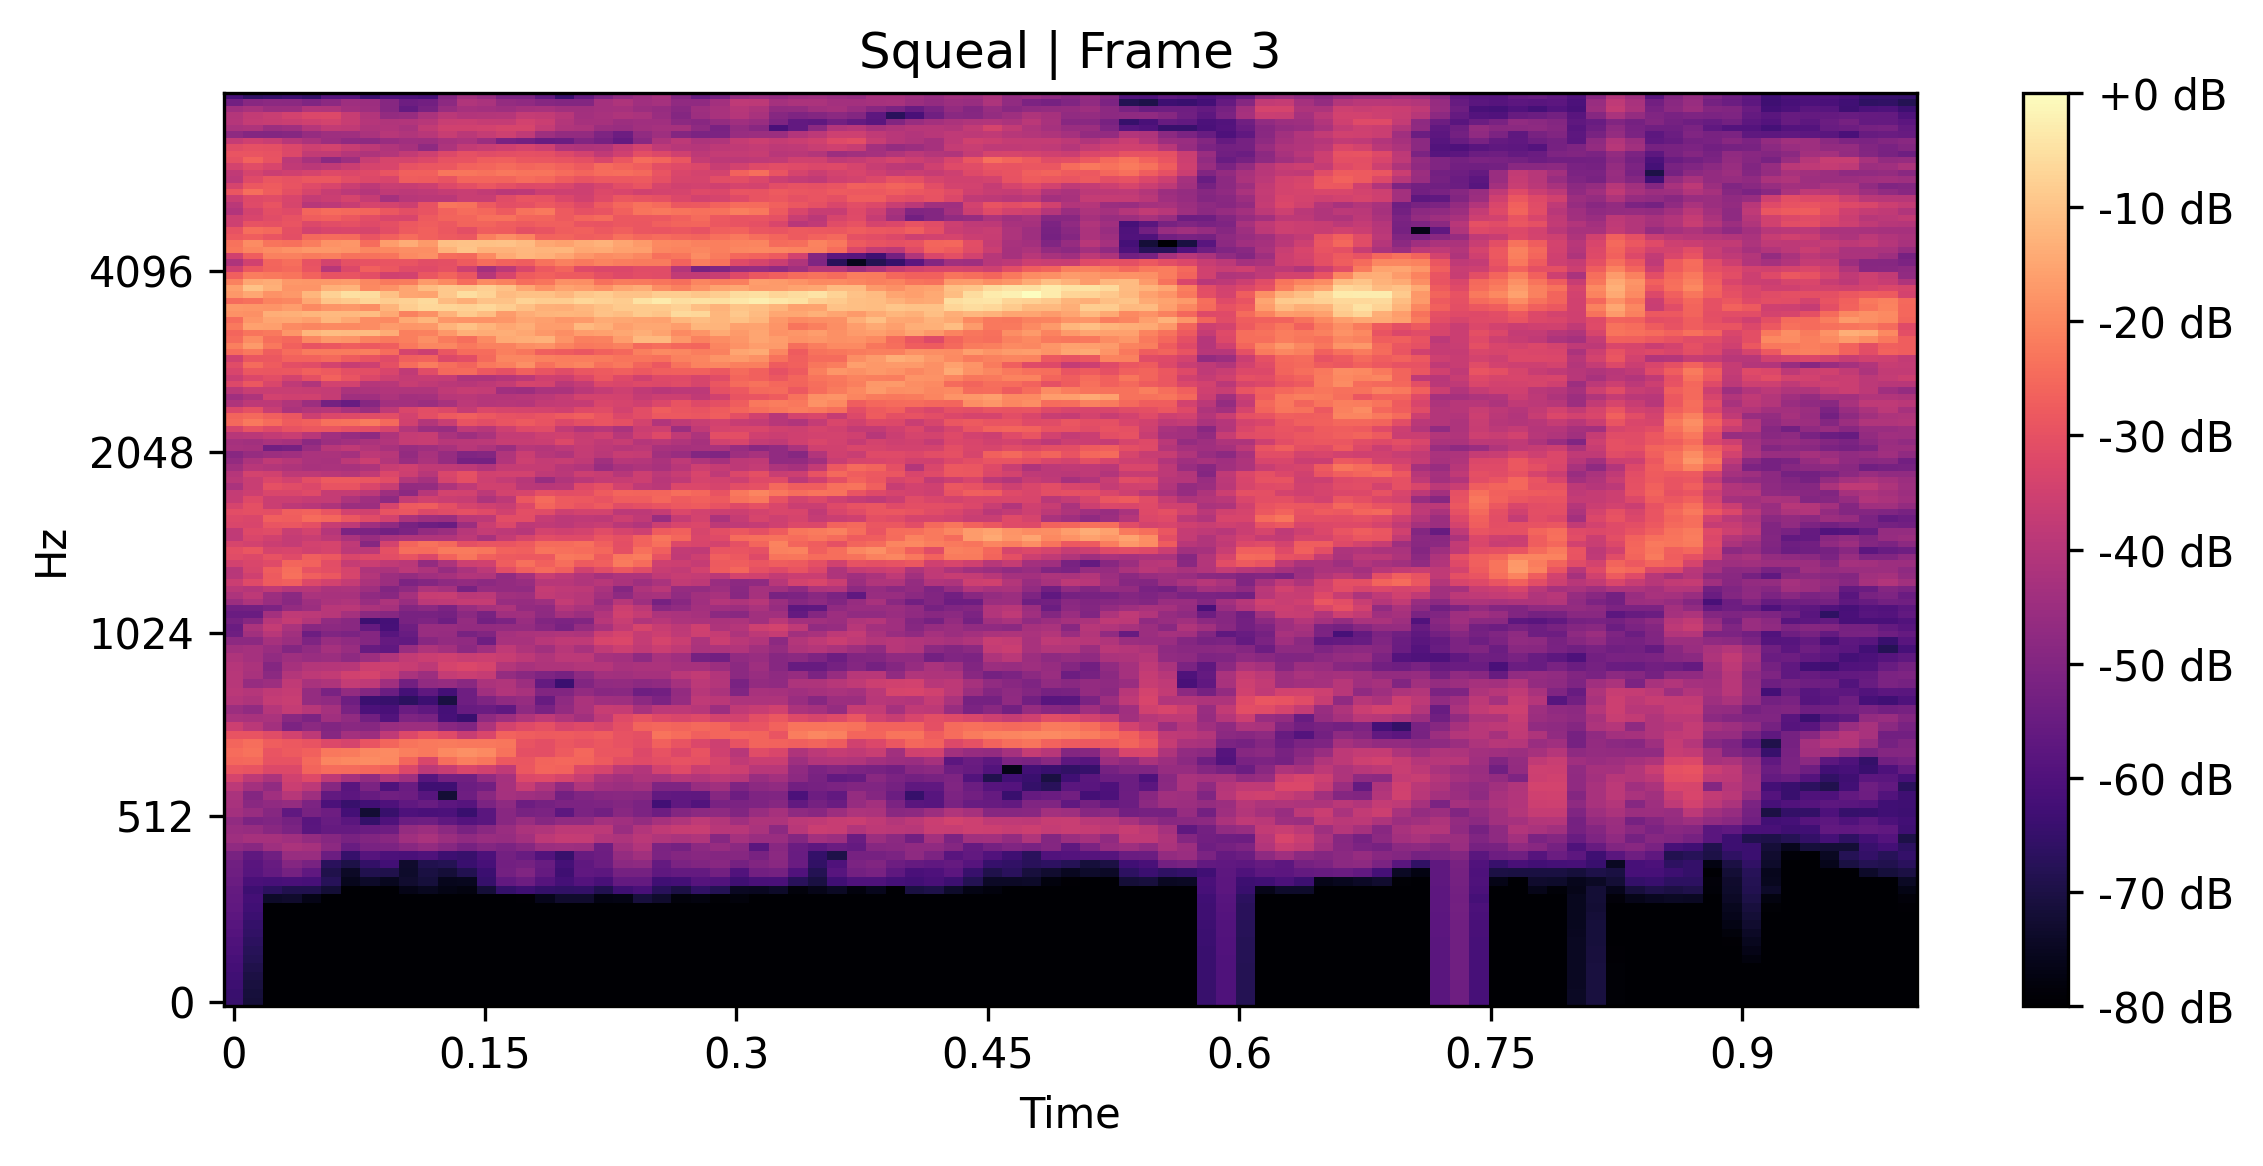 Squeal | Frame 3
+0 dB
-10 dB
-20 dB
-30 dB
-40 dB
-50 dB
-60 dB
-70 dB
-80 dB
Hz
4096
2048
1024
512
0
0 0.15 0.3 0.45 0.6 0.75 0.9
Time